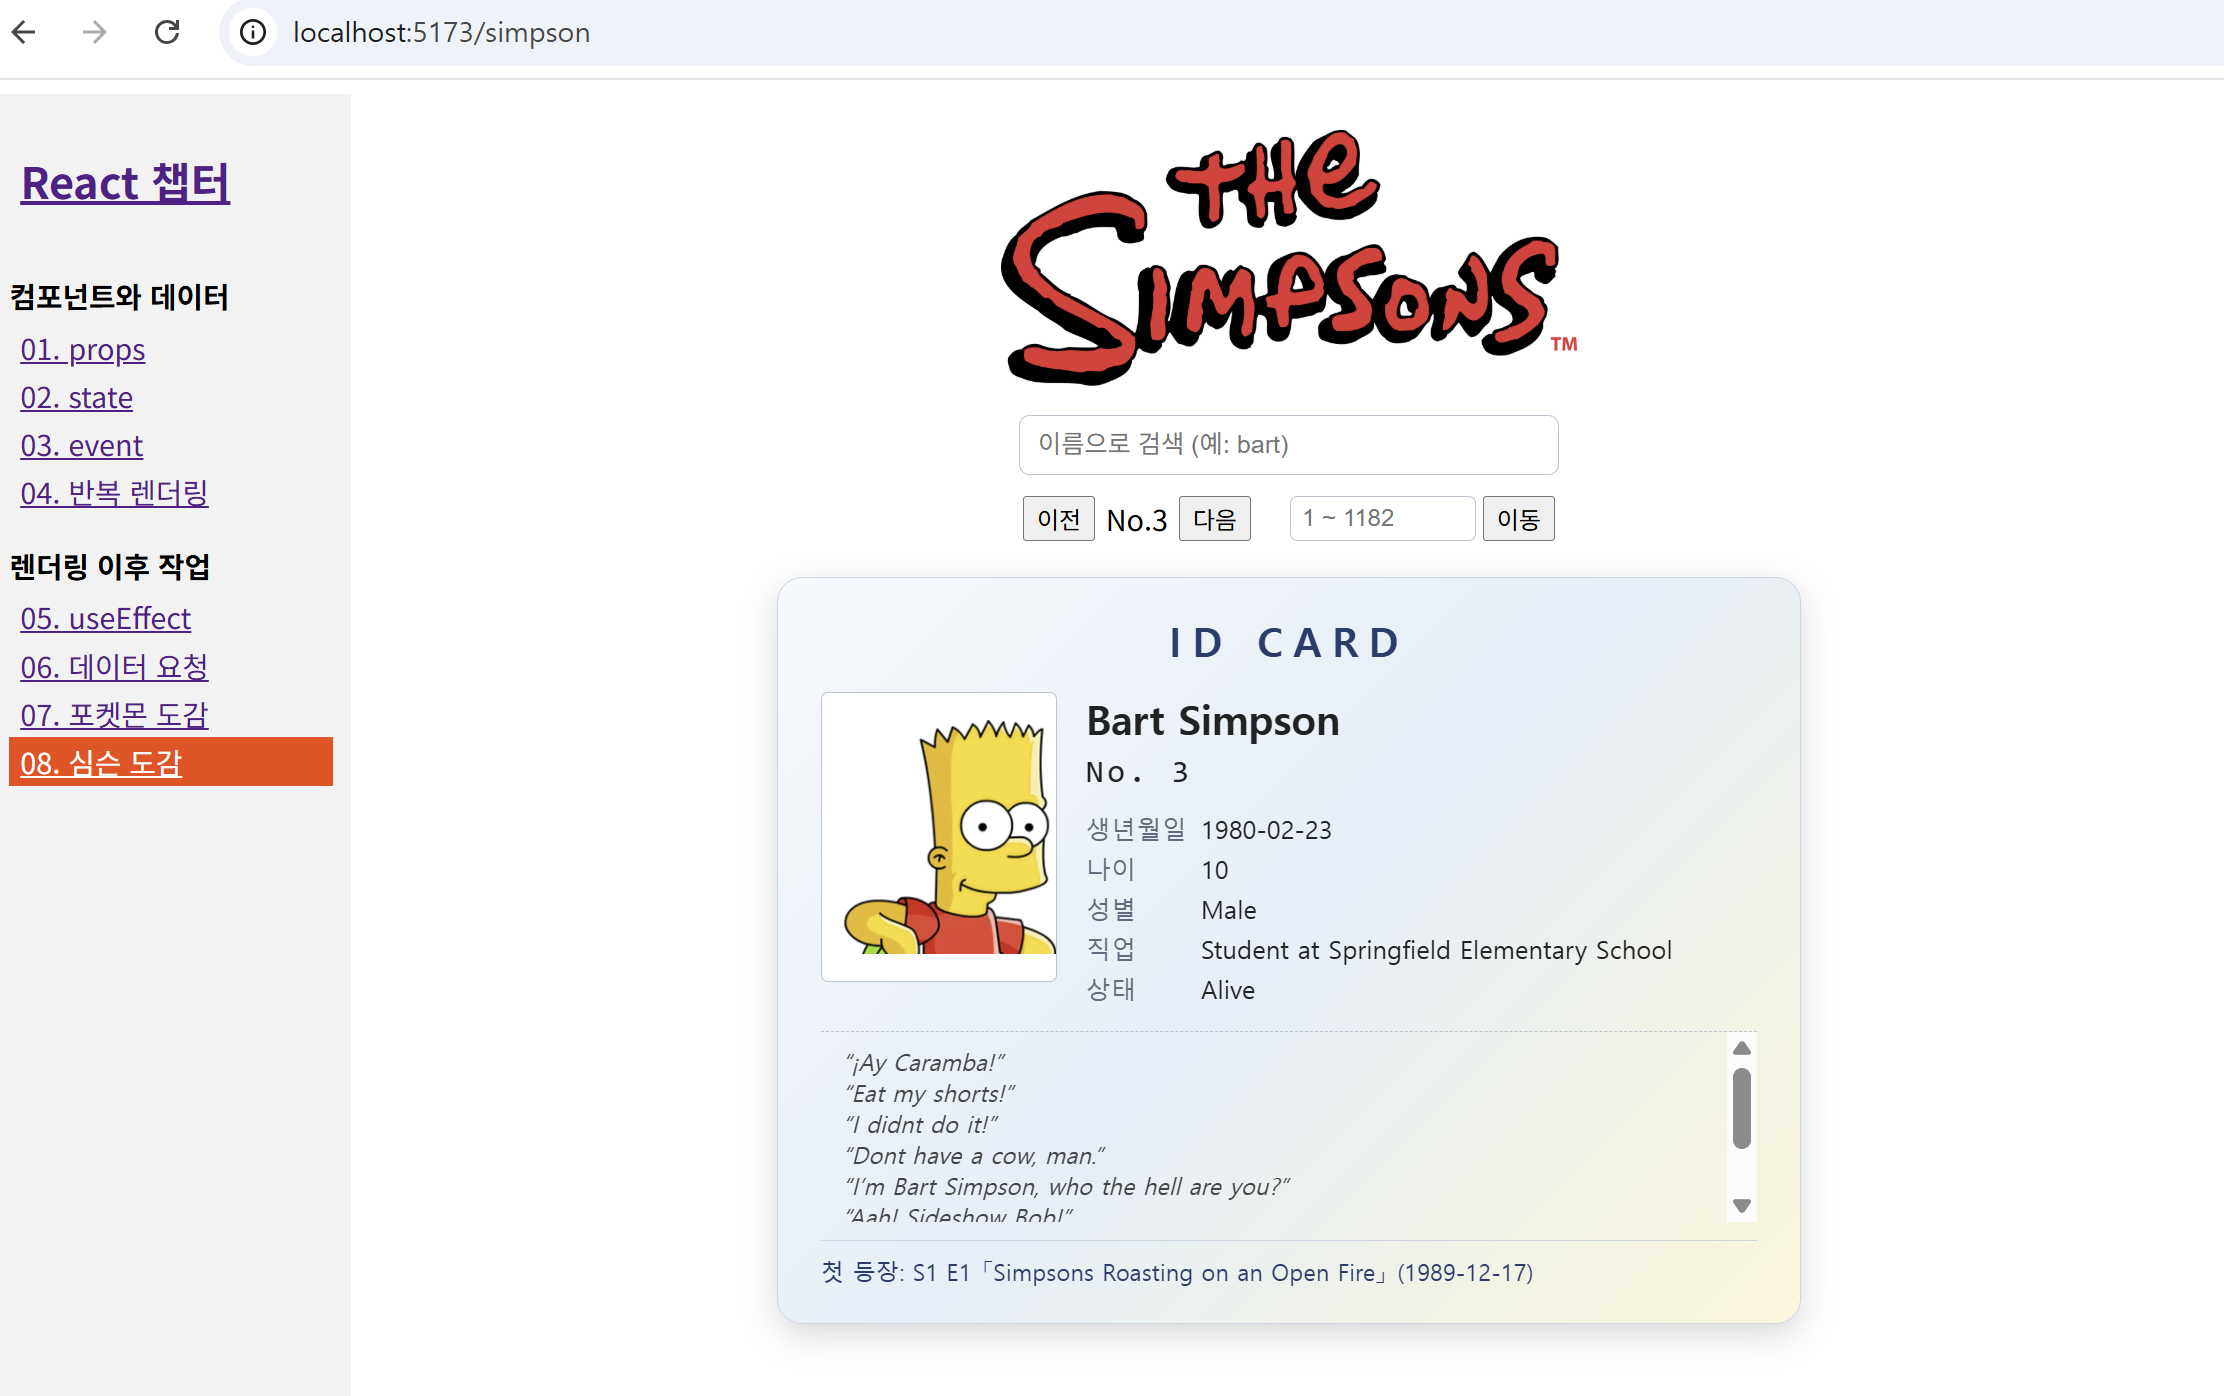 localhost:5173/simpson
React 챕터
컴포넌트와 데이터
01. props
02. state
03. event
04. 반복 렌더링
렌더링 이후 작업
05. useEffect
06. 데이터 요청
07. 포켓몬 도감
08. 심슨 도감
THE
SIMPSONS TM
이름으로 검색 (예: bart)
이전 No.3 다음 1 ~ 1182 이동
ID CARD
Bart Simpson
No. 3
생년월일 1980-02-23
나이 10
성별 Male
직업 Student at Springfield Elementary School
상태 Alive
“¡Ay Caramba!”
“Eat my shorts!”
“I didnt do it!”
“Dont have a cow, man.”
“I’m Bart Simpson, who the hell are you?”
“Aah! Sideshow Bob!”
첫 등장: S1 E1「Simpsons Roasting on an Open Fire」(1989-12-17)